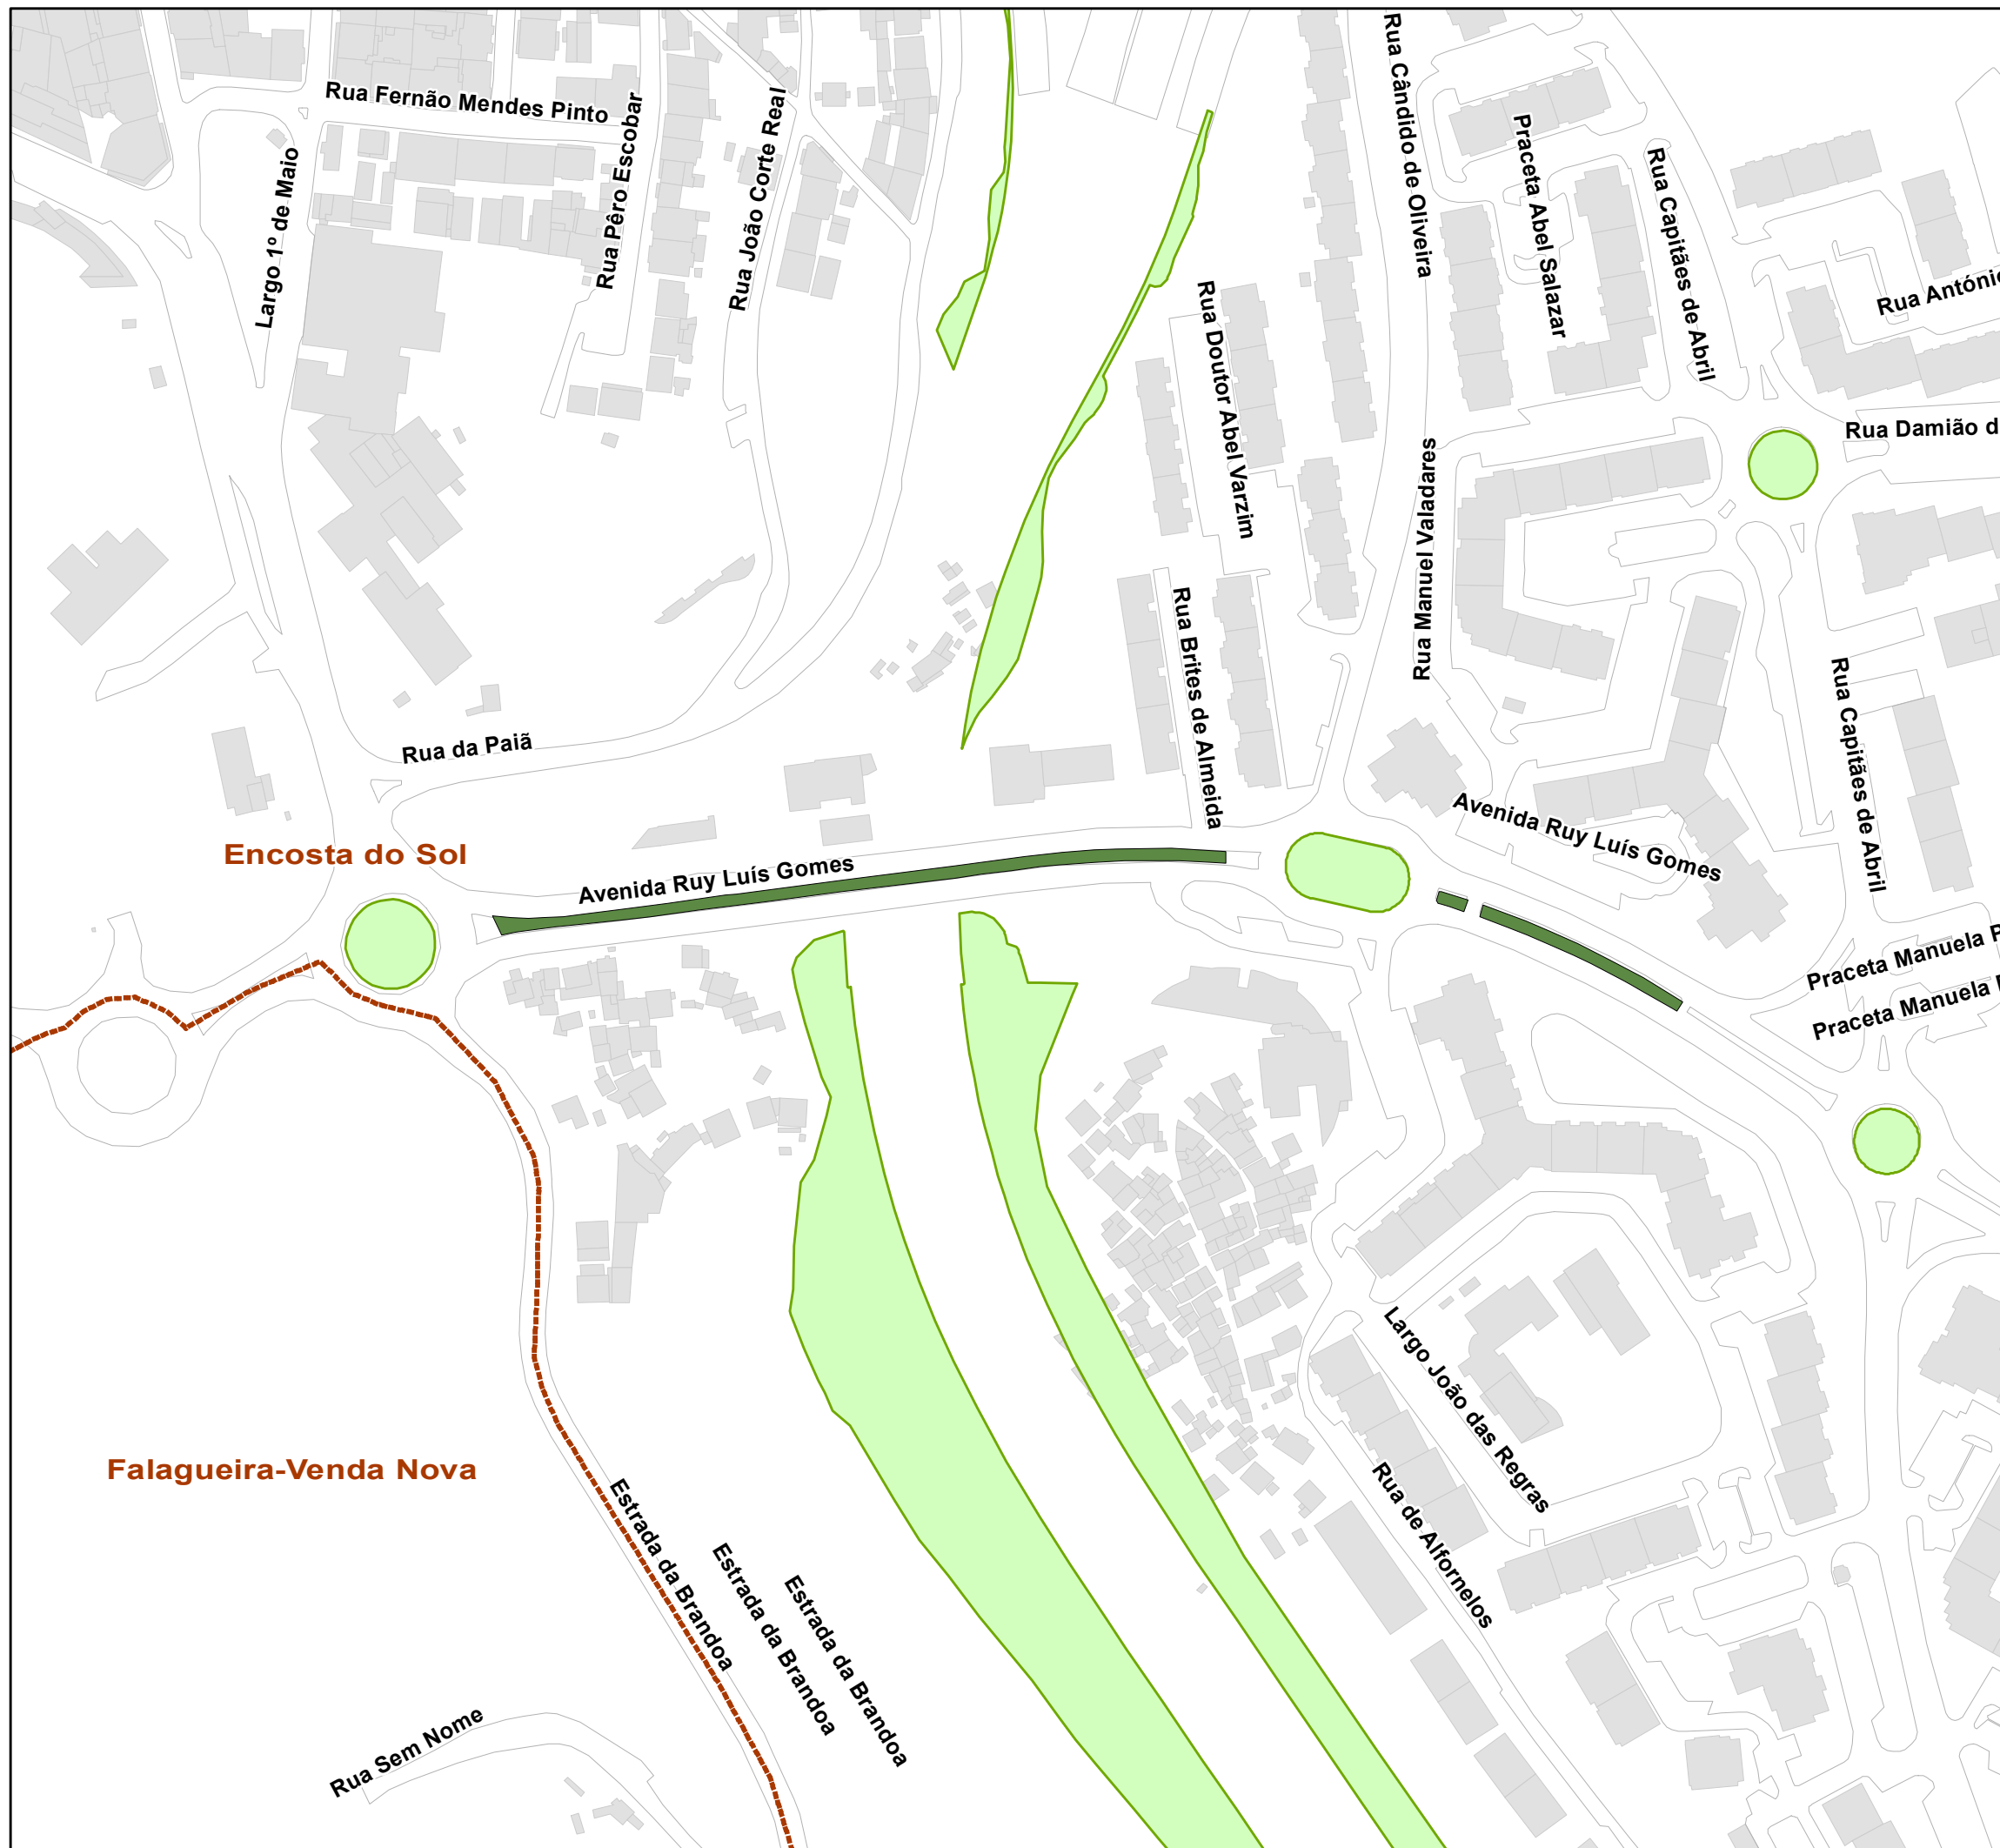 Rua Fernão Mendes Pinto
Rua Pêro Escobar
Rua João Corte Real
Largo 1º de Maio
Rua Cândido de Oliveira
Praceta Abel Salazar
Rua Capitães de Abril
Rua António
Rua Damião d
Rua Doutor Abel Varzim
Rua Manuel Valadares
Rua Brites de Almeida
Rua Capitães de Abril
Rua da Paiã
Encosta do Sol
Avenida Ruy Luís Gomes
Avenida Ruy Luís Gomes
Praceta Manuela P
Praceta Manuela
Largo João das Regras
Rua de Alfornelos
Falagueira-Venda Nova
Estrada da Brandoa
Estrada da Brandoa
Estrada da Brandoa
Rua Sem Nome